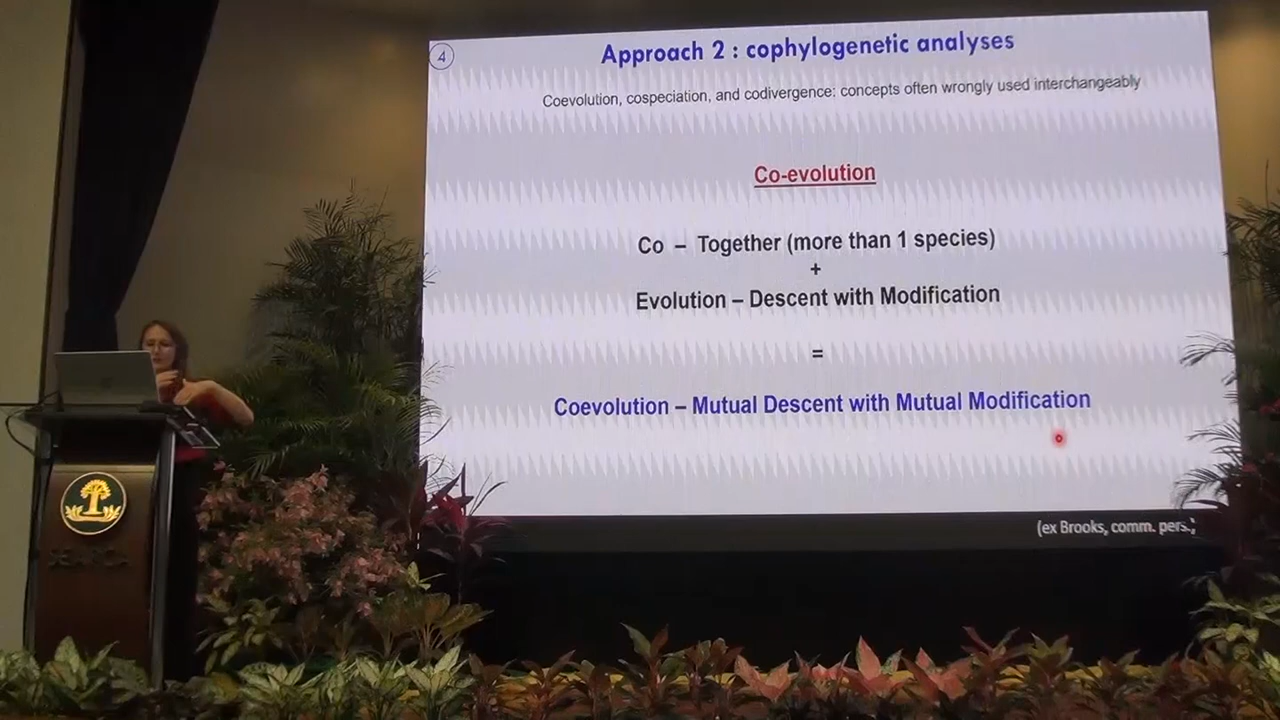 4
Approach 2 : cophylogenetic analyses
Coevolution, cospeciation, and codivergence: concepts often wrongly used interchangeably
Co-evolution
Co – Together (more than 1 species)
+
Evolution – Descent with Modification
=
Coevolution – Mutual Descent with Mutual Modification
(ex Brooks, comm. pers.)